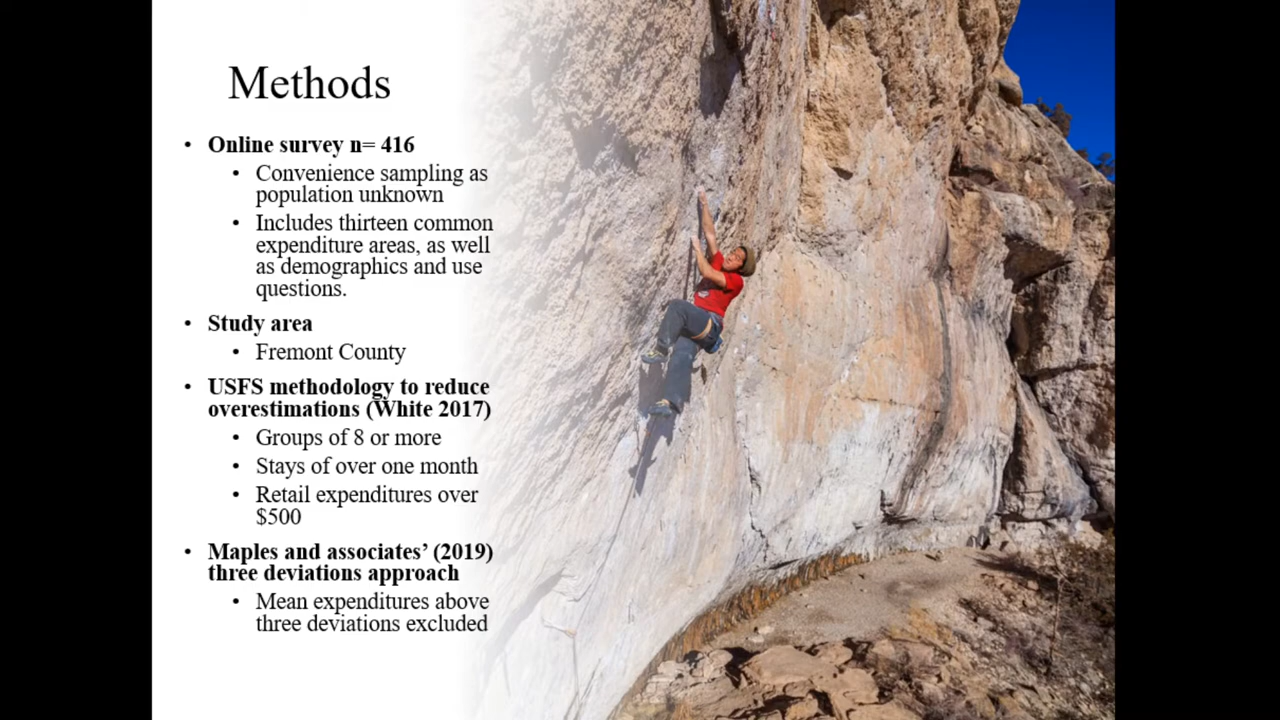 Methods
• Online survey n= 416
• Convenience sampling as
population unknown
• Includes thirteen common
expenditure areas, as well
as demographics and use
questions.
• Study area
• Fremont County
• USFS methodology to reduce
overestimations (White 2017)
• Groups of 8 or more
• Stays of over one month
• Retail expenditures over
$500
• Maples and associates’ (2019)
three deviations approach
• Mean expenditures above
three deviations excluded